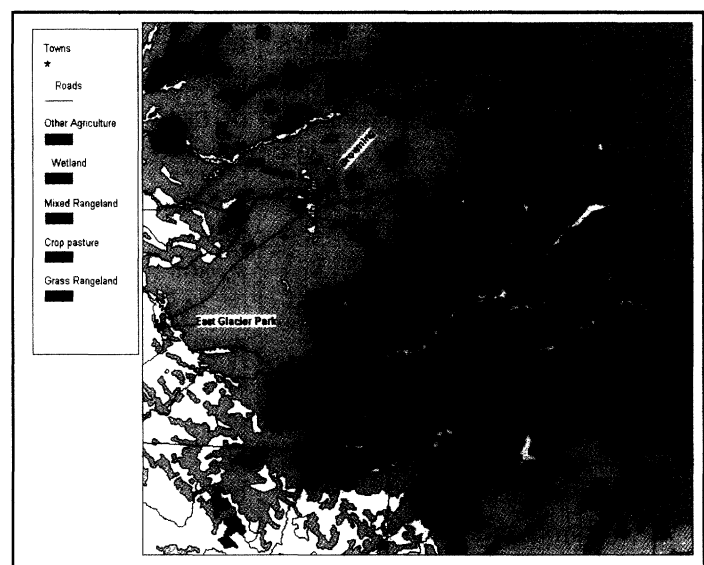 Towns
Roads
Other Agriculture
Wetland
Mixed Rangeland
Crop pasture
Grass Rangeland
East Glacier Park